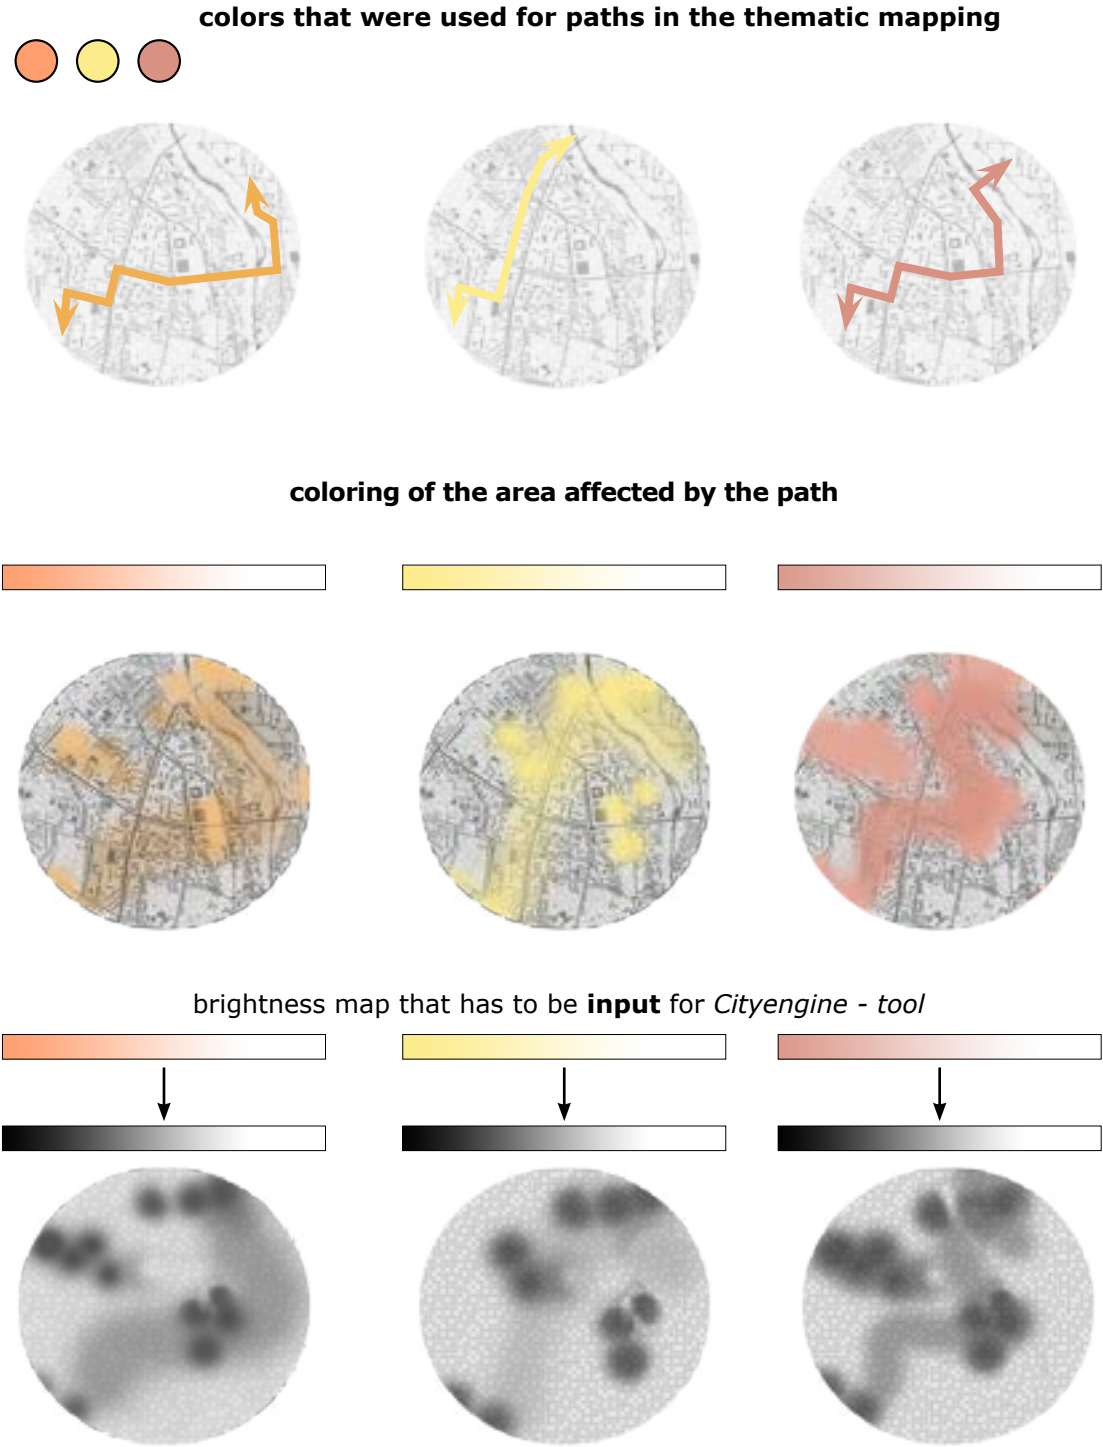 colors that were used for paths in the thematic mapping
coloring of the area affected by the path
brightness map that has to be input for Cityengine - tool